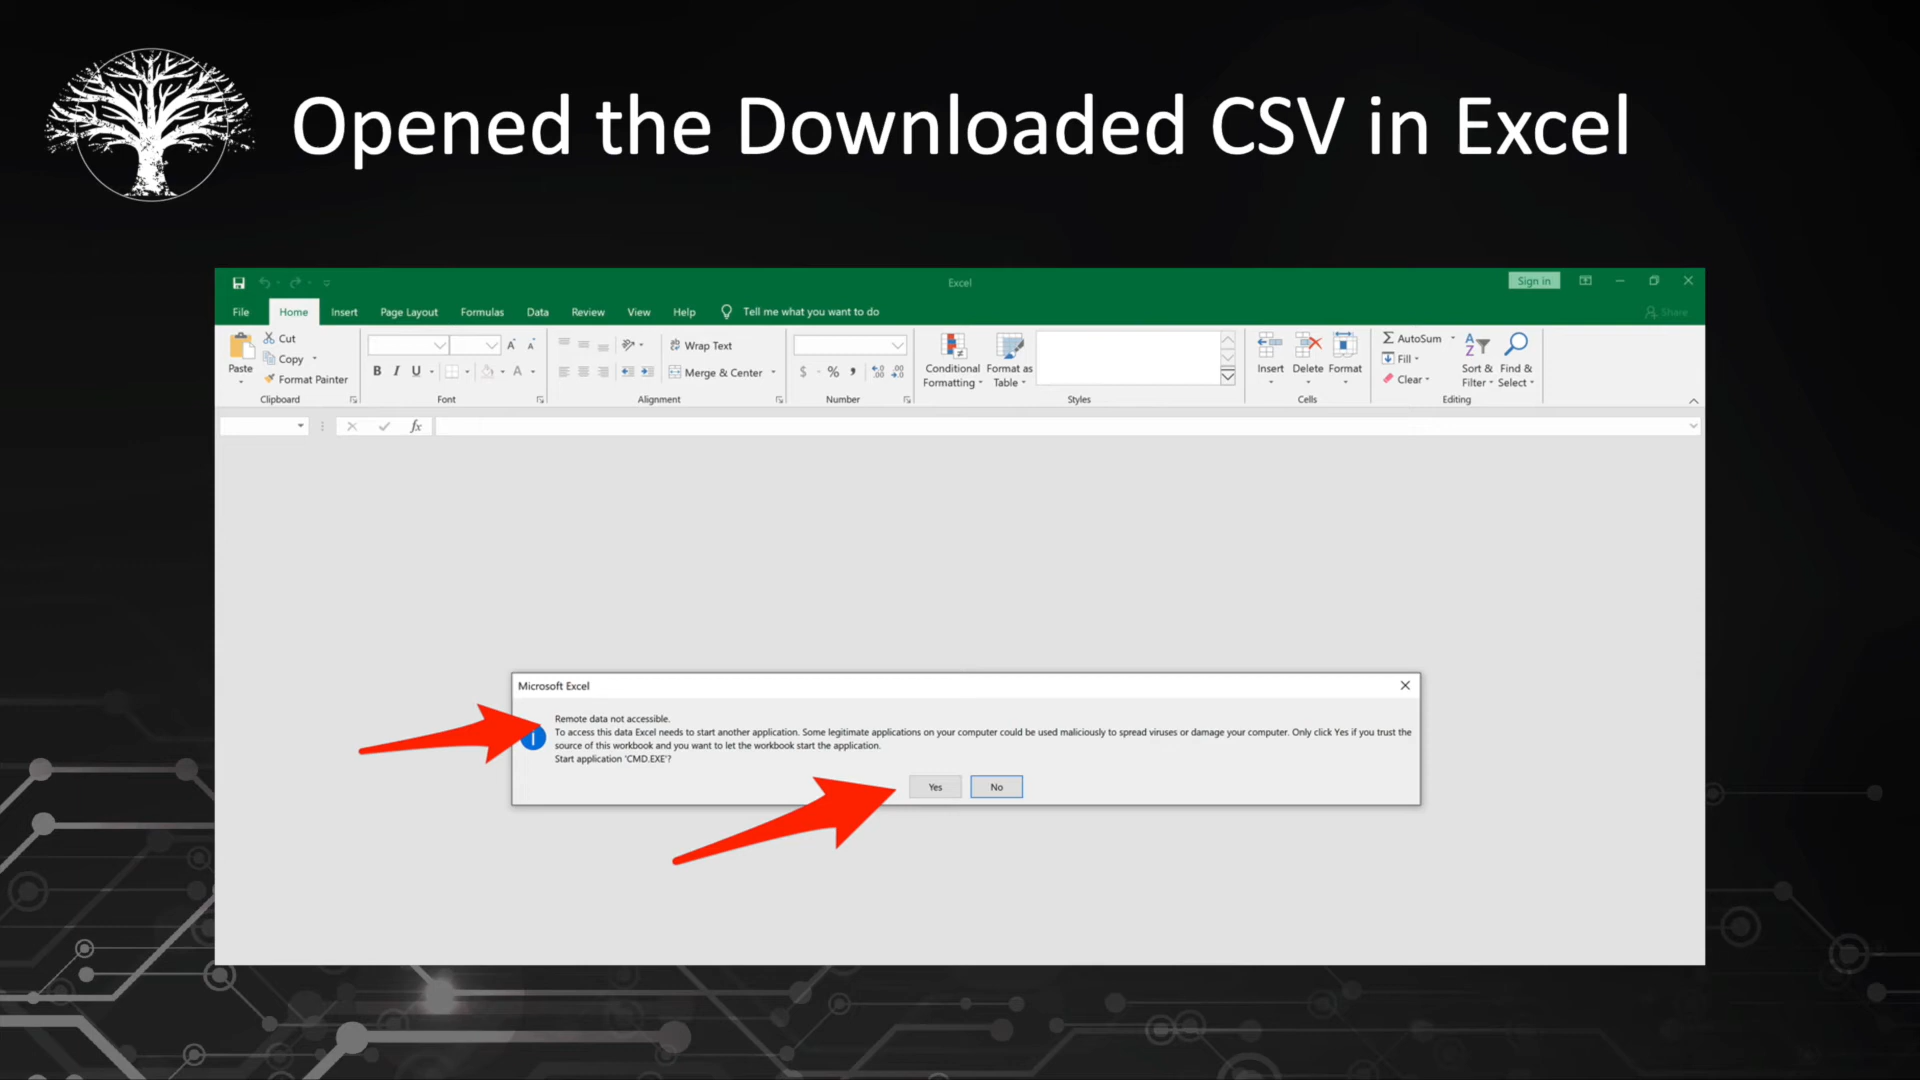 Opened the Downloaded CSV in Excel
Excel
Sign in
File Home Insert Page Layout Formulas Data Review View Help Tell me what you want to do
Share
Paste
Cut
Copy
Format Painter
Clipboard
B I U
Font
Wrap Text
Merge & Center
Alignment
$ % ,
Number
Conditional
Formatting
Format as
Table
Styles
Insert
Delete
Format
Cells
AutoSum
Fill
Clear
Sort &
Filter
Find &
Select
Editing
fx
Microsoft Excel
Remote data not accessible.
To access this data Excel needs to start another application. Some legitimate applications on your computer could be used maliciously to spread viruses or damage your computer. Only click Yes if you trust the
source of this workbook and you want to let the workbook start the application.
Start application 'CMD.EXE'?
Yes
No